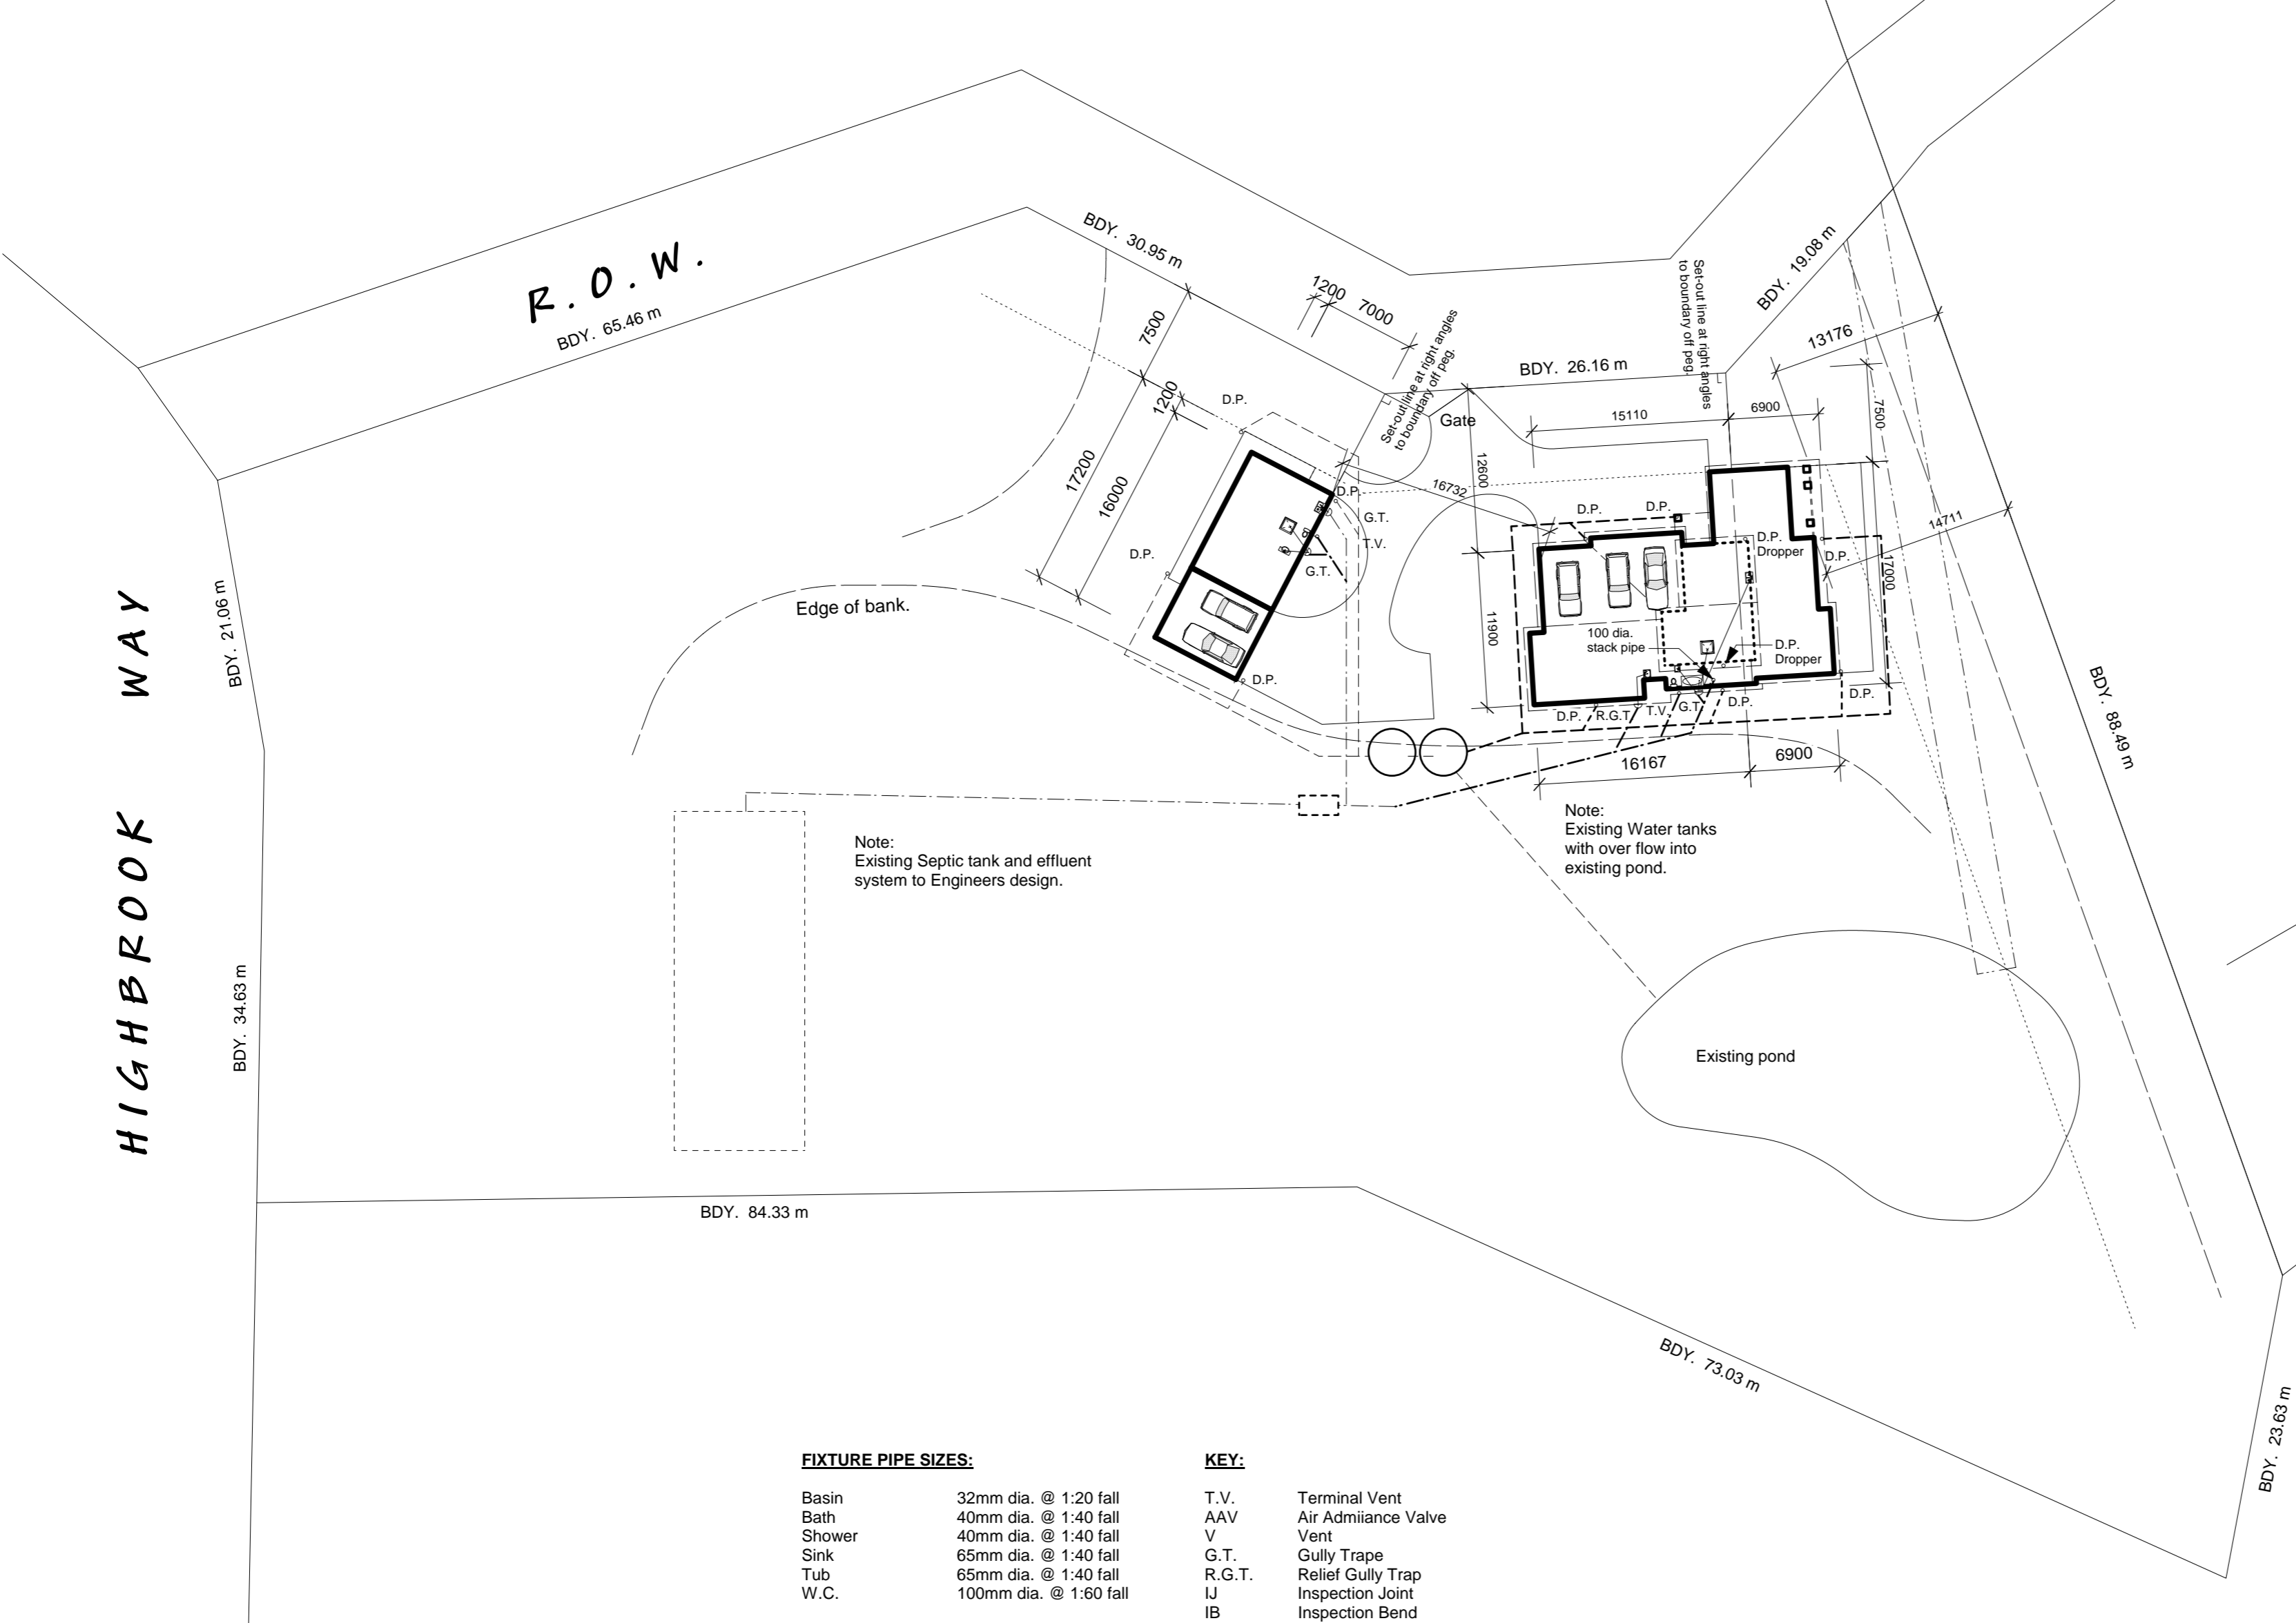 R.O.W.
BDY. 65.46 m
BDY. 30.95 m
1200
7000
7500
1200
17200
16000
D.P.
D.P.
D.P.
D.P.
G.T.
T.V.
G.T.
Set-out line at right angles
to boundary off peg.
Gate
BDY. 26.16 m
Set-out line at right angles
to boundary off peg.
BDY. 19.08 m
13176
15110
6900
7500
12600
16732
D.P.
D.P.
D.P.
Dropper
D.P.
14711
17000
11900
100 dia.
stack pipe
D.P.
Dropper
D.P.
R.G.T.
T.V.
G.T.
D.P.
D.P.
16167
6900
BDY. 88.49 m
Edge of bank.
HIGHBROOK WAY
BDY. 21.06 m
BDY. 34.63 m
Note:
Existing Septic tank and effluent
system to Engineers design.
Note:
Existing Water tanks
with over flow into
existing pond.
Existing pond
BDY. 84.33 m
BDY. 73.03 m
BDY. 23.63 m
FIXTURE PIPE SIZES:
Basin 32mm dia. @ 1:20 fall
Bath 40mm dia. @ 1:40 fall
Shower 40mm dia. @ 1:40 fall
Sink 65mm dia. @ 1:40 fall
Tub 65mm dia. @ 1:40 fall
W.C. 100mm dia. @ 1:60 fall
KEY:
T.V. Terminal Vent
AAV Air Admiiance Valve
V Vent
G.T. Gully Trape
R.G.T. Relief Gully Trap
IJ Inspection Joint
IB Inspection Bend